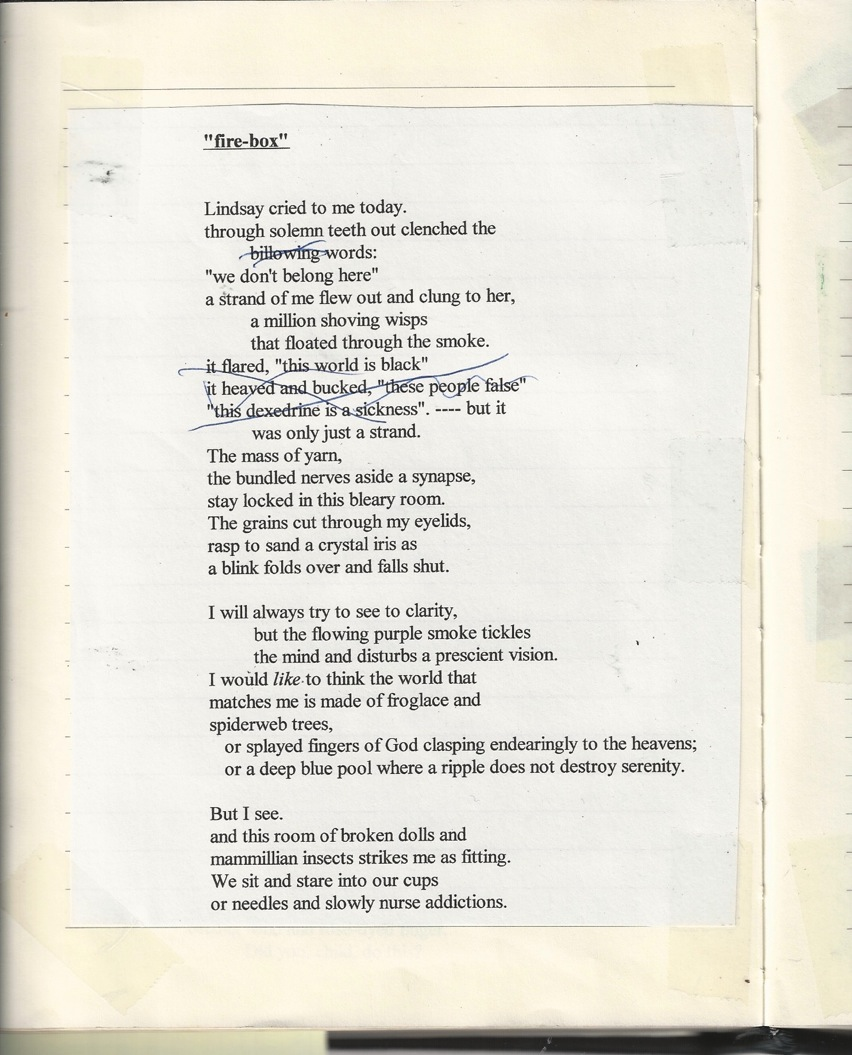 "fire-box"
Lindsay cried to me today.
through solemn teeth out clenched the
billowing words:
"we don't belong here"
a strand of me flew out and clung to her,
a million shoving wisps
that floated through the smoke.
it flared, "this world is black"
it heaved and bucked, "these people false"
"this dexedrine is a sickness". ---- but it
was only just a strand.
The mass of yarn,
the bundled nerves aside a synapse,
stay locked in this bleary room.
The grains cut through my eyelids,
rasp to sand a crystal iris as
a blink folds over and falls shut.
I will always try to see to clarity,
but the flowing purple smoke tickles
the mind and disturbs a prescient vision.
I would like to think the world that
matches me is made of froglace and
spiderweb trees,
or splayed fingers of God clasping endearingly to the heavens;
or a deep blue pool where a ripple does not destroy serenity.
But I see.
and this room of broken dolls and
mammillian insects strikes me as fitting.
We sit and stare into our cups
or needles and slowly nurse addictions.